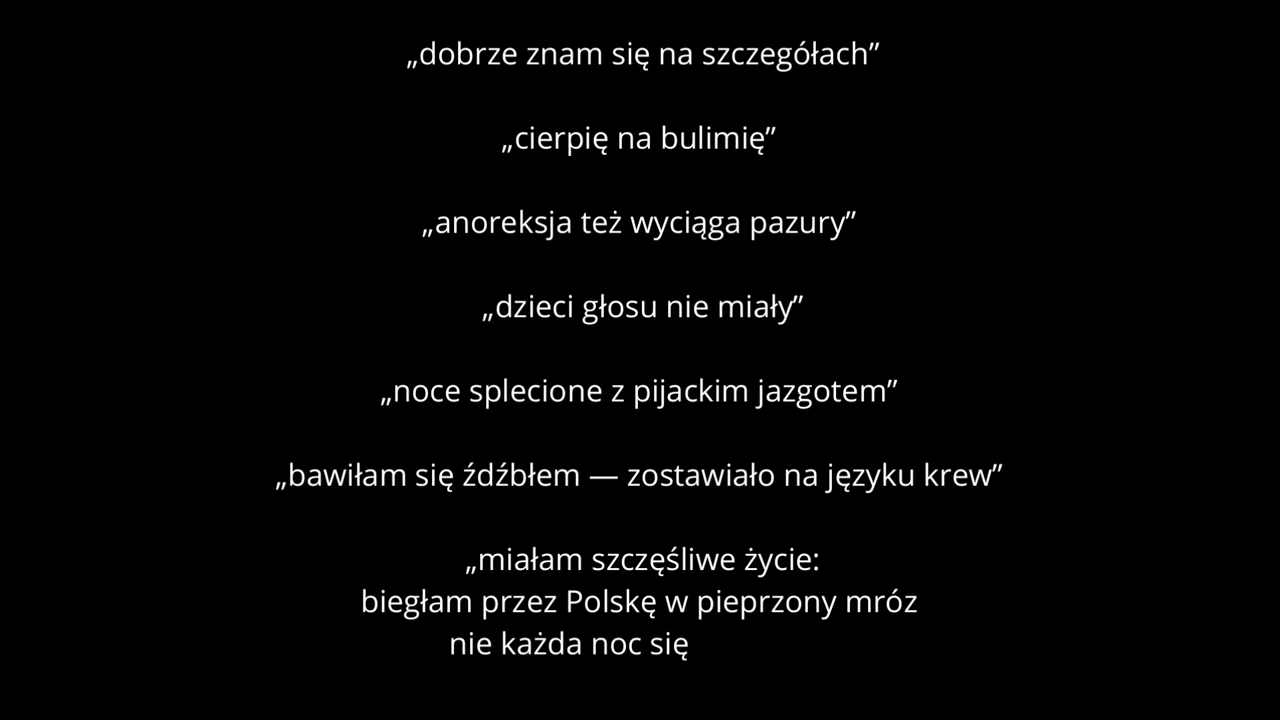 „dobrze znam się na szczegółach”
„cierpię na bulimię”
„anoreksja też wyciąga pazury”
„dzieci głosu nie miały”
„noce splecione z pijackim jazgotem”
„bawiłam się źdźbłem — zostawiało na języku krew”
„miałam szczęśliwe życie:
biegłam przez Polskę w pieprzony mróz
nie każda noc się